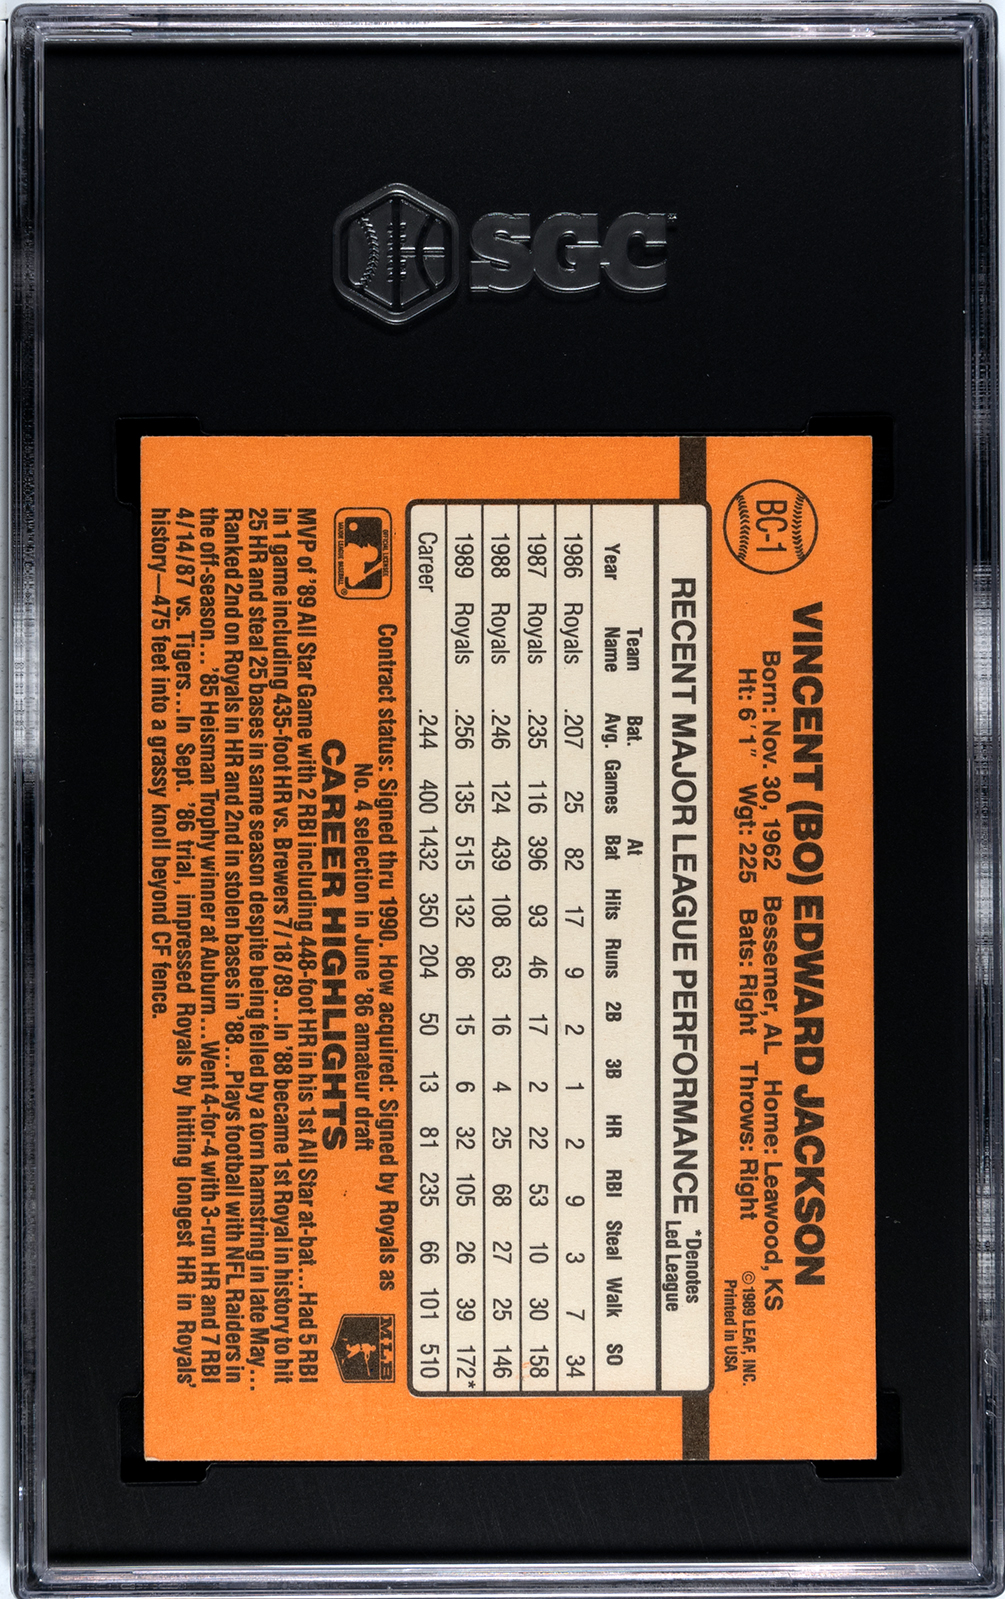 SGC
BC-1
VINCENT (BO) EDWARD JACKSON
Born: Nov. 30, 1962 Bessemer, AL Home: Leawood, KS
Ht: 6' 1" Wgt: 225 Bats: Right Throws: Right
© 1989 LEAF, INC.
Printed in USA
RECENT MAJOR LEAGUE PERFORMANCE
*Denotes
Led League
Year Team Name Bat. Avg. Games At Bat Hits Runs 2B 3B HR RBI Steal Walk SO
1986 Royals .207 25 82 17 9 2 1 2 9 3 7 34
1987 Royals .235 116 396 93 46 17 2 22 53 10 30 158
1988 Royals .246 124 439 108 63 16 4 25 68 27 25 146
1989 Royals .256 135 515 132 86 15 6 32 105 26 39 172*
Career .244 400 1432 350 204 50 13 81 235 66 101 510
OFFICIAL LICENSEE
MAJOR LEAGUE BASEBALL
®
Contract status: Signed thru 1990. How acquired: Signed by Royals as
No. 4 selection in June '86 amateur draft
MLB
CAREER HIGHLIGHTS
MVP of '89 All Star Game with 2 RBI including 448-foot HR in his 1st All Star at-bat...Had 5 RBI
in 1 game including 435-foot HR vs. Brewers 7/18/89...In '88 became 1st Royal in history to hit
25 HR and steal 25 bases in same season despite being felled by a torn hamstring in late May...
Ranked 2nd on Royals in HR and 2nd in stolen bases in '88...Plays football with NFL Raiders in
the off-season...'85 Heisman Trophy winner at Auburn...Went 4-for-4 with 3-run HR and 7 RBI
4/14/87 vs. Tigers...In Sept. '86 trial, impressed Royals by hitting longest HR in Royals'
history—475 feet into a grassy knoll beyond CF fence.